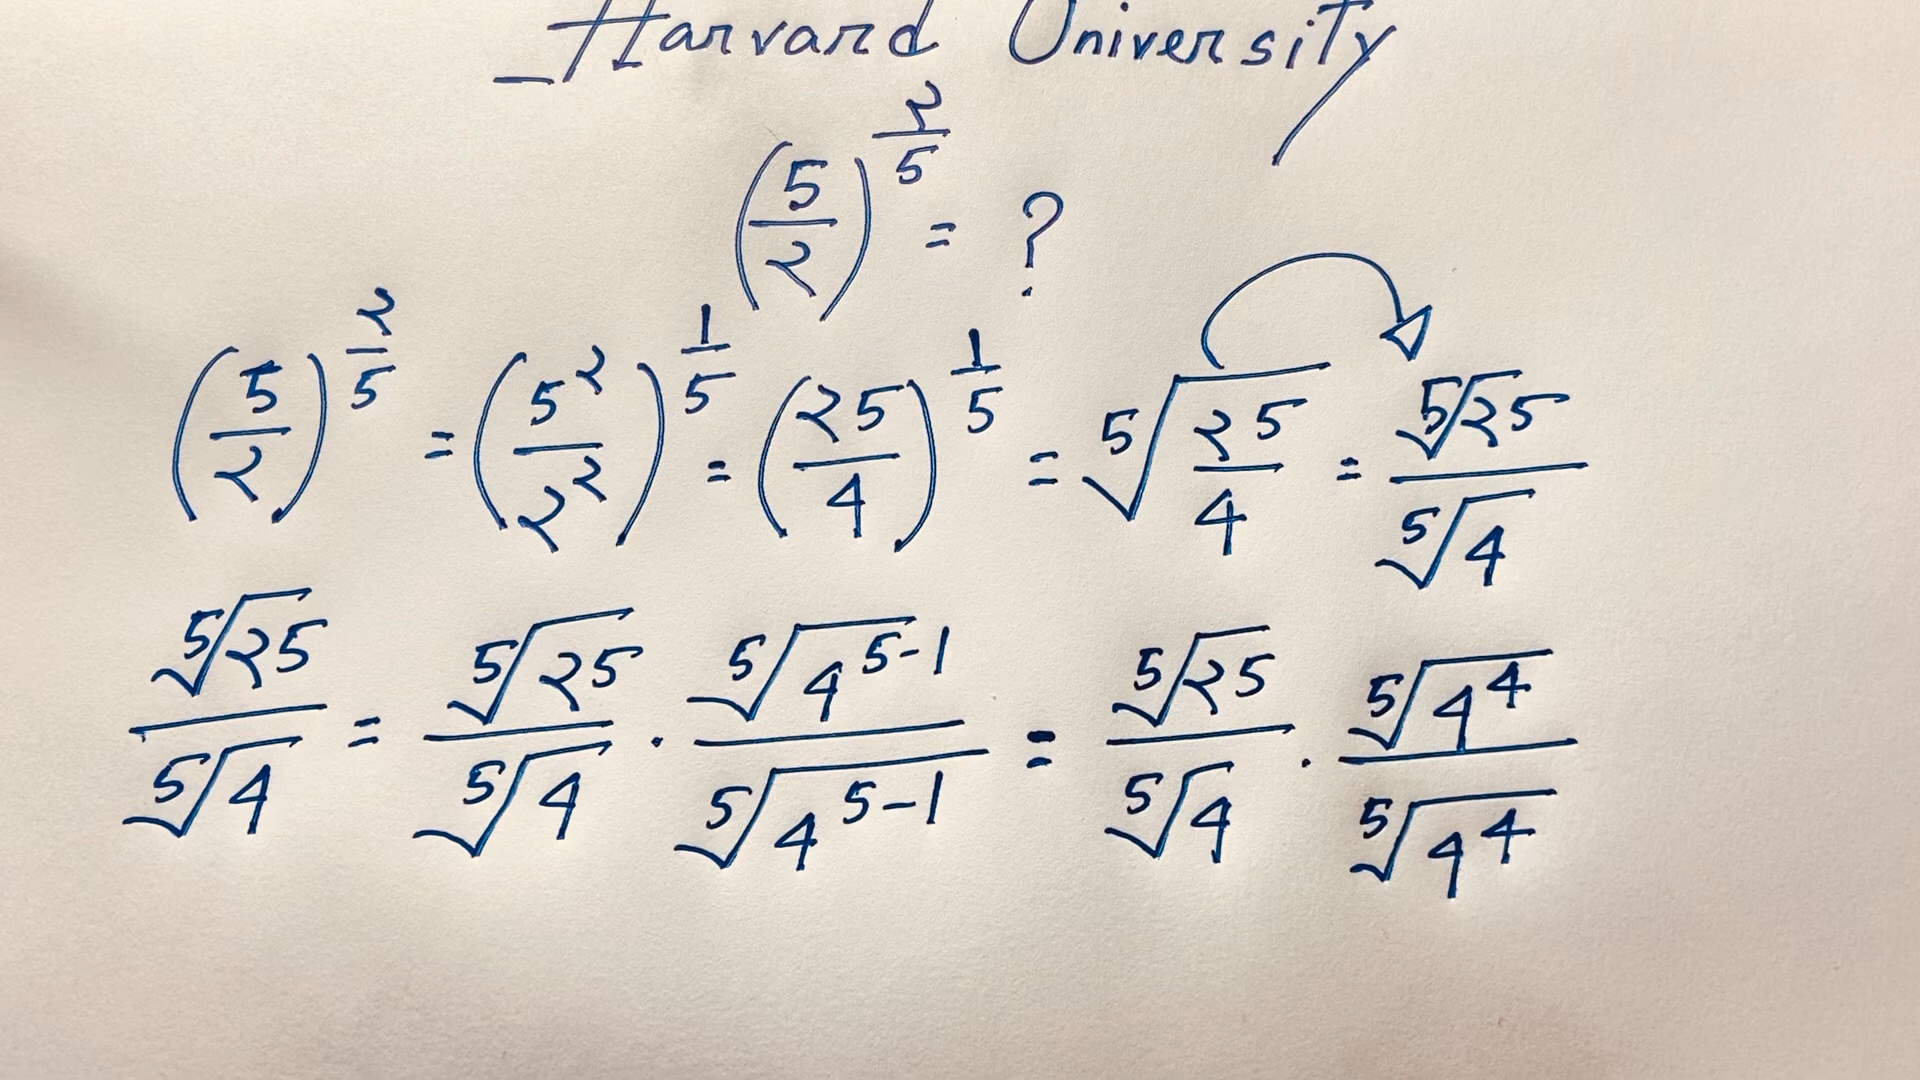 Harvard University
(5/2)^(2/5) = ?
(5/2)^(2/5) = (5²/2²)^(1/5) = (25/4)^(1/5) = ⁵√(25/4) = ⁵√25/⁵√4
⁵√25/⁵√4 = ⁵√25/⁵√4 · ⁵√(4^(5-1))/⁵√(4^(5-1)) = ⁵√25/⁵√4 · ⁵√(4⁴)/⁵√(4⁴)